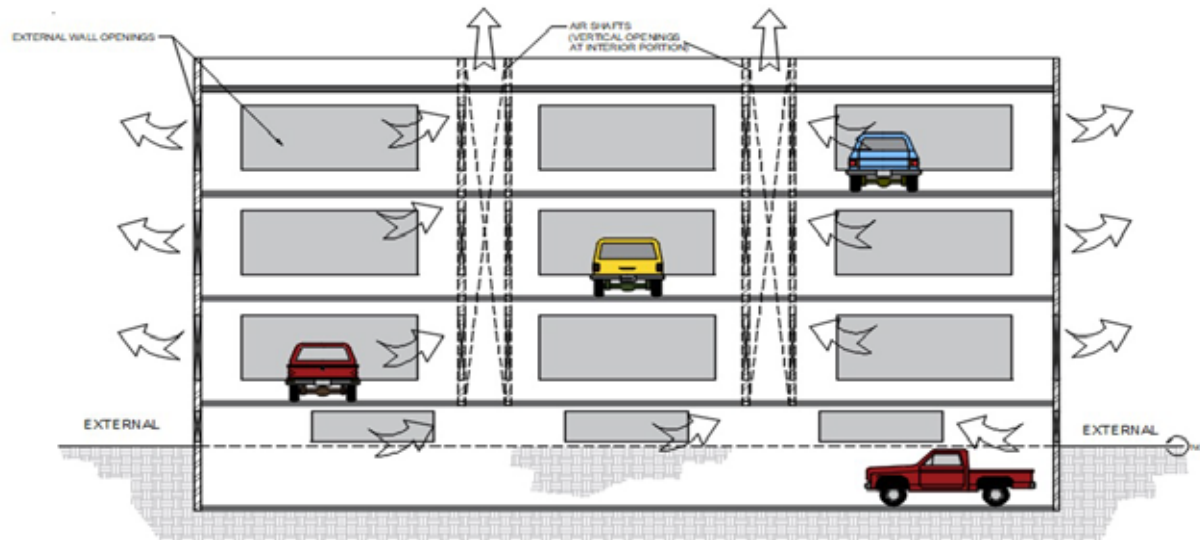 EXTERNAL WALL OPENINGS
AIR SHAFTS
(VERTICAL OPENINGS
AT INTERIOR PORTION)
EXTERNAL
EXTERNAL